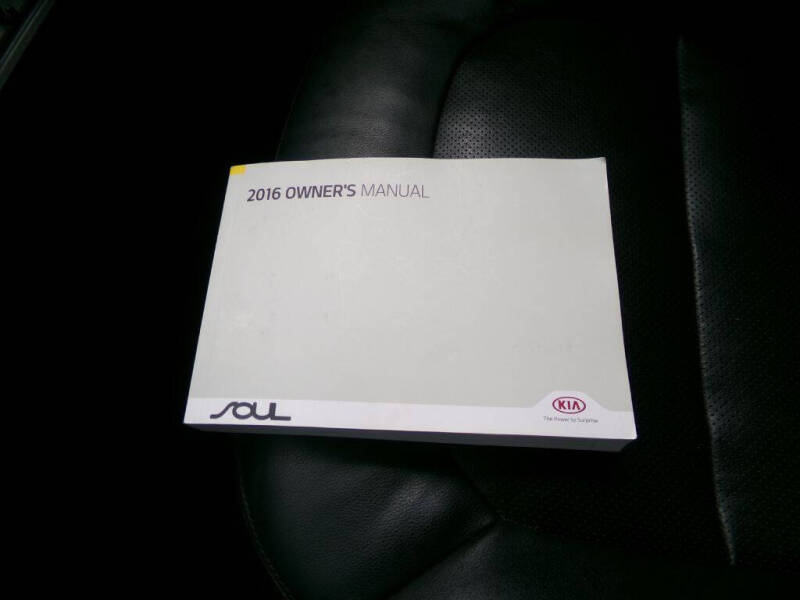 2016 OWNER'S MANUAL
SOUL
KIA
The Power to Surprise